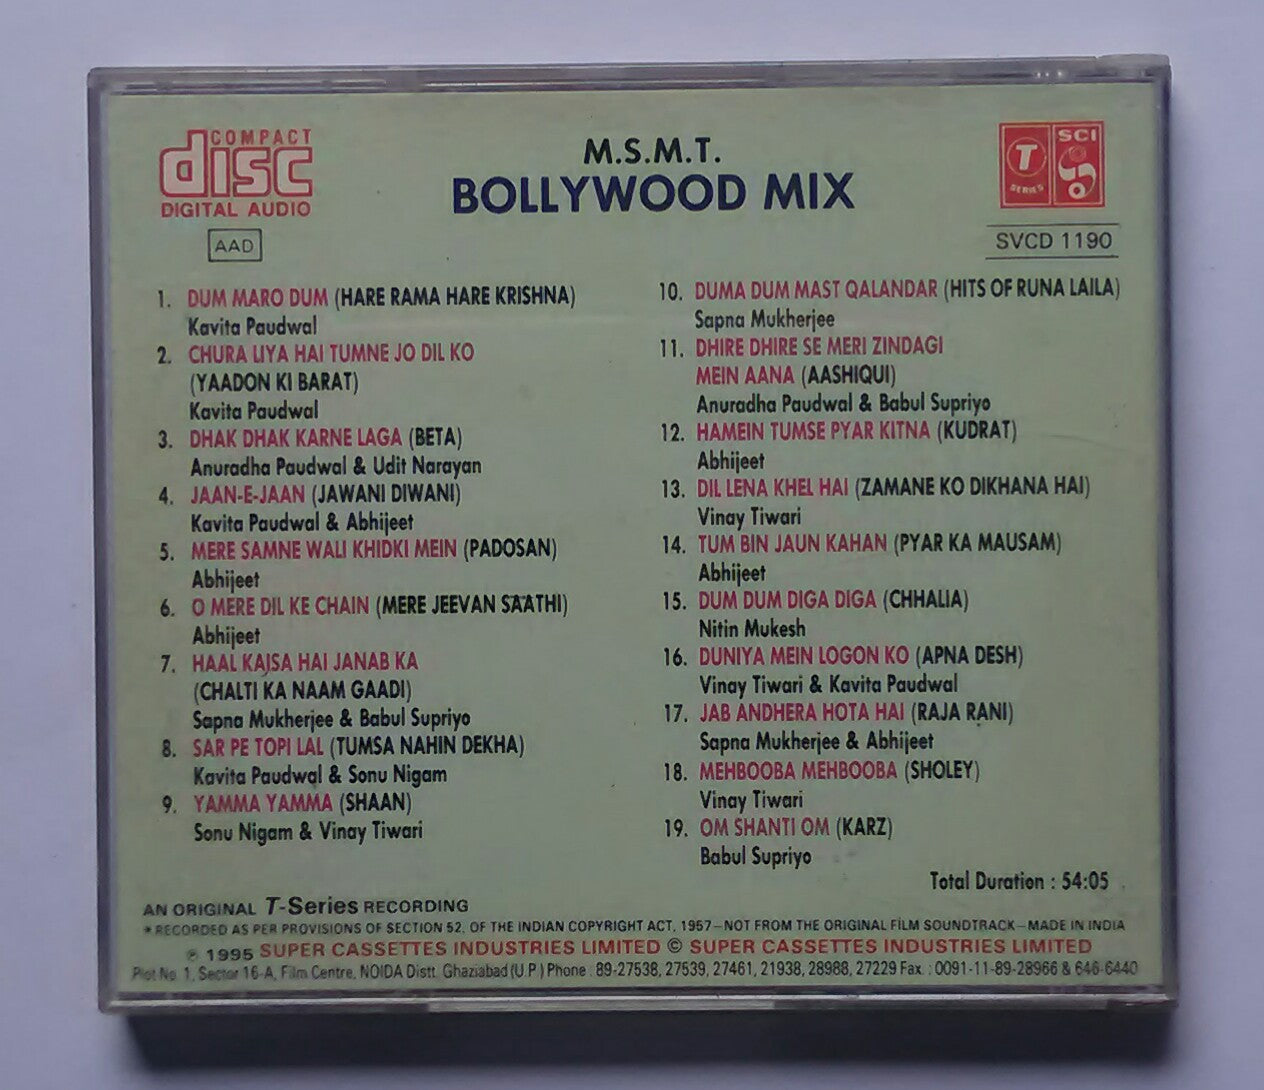 COMPACT
disc
DIGITAL AUDIO
AAD
M.S.M.T.
BOLLYWOOD MIX
T
SERIES
SCI
SVCD 1190
1. DUM MARO DUM (HARE RAMA HARE KRISHNA)
Kavita Paudwal
2. CHURA LIYA HAI TUMNE JO DIL KO
(YAADON KI BARAT)
Kavita Paudwal
3. DHAK DHAK KARNE LAGA (BETA)
Anuradha Paudwal & Udit Narayan
4. JAAN-E-JAAN (JAWANI DIWANI)
Kavita Paudwal & Abhijeet
5. MERE SAMNE WALI KHIDKI MEIN (PADOSAN)
Abhijeet
6. O MERE DIL KE CHAIN (MERE JEEVAN SAATHI)
Abhijeet
7. HAAL KAISA HAI JANAB KA
(CHALTI KA NAAM GAADI)
Sapna Mukherjee & Babul Supriyo
8. SAR PE TOPI LAL (TUMSA NAHIN DEKHA)
Kavita Paudwal & Sonu Nigam
9. YAMMA YAMMA (SHAAN)
Sonu Nigam & Vinay Tiwari
10. DUMA DUM MAST QALANDAR (HITS OF RUNA LAILA)
Sapna Mukherjee
11. DHIRE DHIRE SE MERI ZINDAGI
MEIN AANA (AASHIQUI)
Anuradha Paudwal & Babul Supriyo
12. HAMEIN TUMSE PYAR KITNA (KUDRAT)
Abhijeet
13. DIL LENA KHEL HAI (ZAMANE KO DIKHANA HAI)
Vinay Tiwari
14. TUM BIN JAUN KAHAN (PYAR KA MAUSAM)
Abhijeet
15. DUM DUM DIGA DIGA (CHHALIA)
Nitin Mukesh
16. DUNIYA MEIN LOGON KO (APNA DESH)
Vinay Tiwari & Kavita Paudwal
17. JAB ANDHERA HOTA HAI (RAJA RANI)
Sapna Mukherjee & Abhijeet
18. MEHBOOBA MEHBOOBA (SHOLEY)
Vinay Tiwari
19. OM SHANTI OM (KARZ)
Babul Supriyo
Total Duration : 54:05
AN ORIGINAL T-Series RECORDING
* RECORDED AS PER PROVISIONS OF SECTION 52, OF THE INDIAN COPYRIGHT ACT, 1957–NOT FROM THE ORIGINAL FILM SOUNDTRACK–MADE IN INDIA
℗ 1995 SUPER CASSETTES INDUSTRIES LIMITED © SUPER CASSETTES INDUSTRIES LIMITED
Plot No. 1, Sector 16-A, Film Centre, NOIDA Distt. Ghaziabad (U.P.) Phone : 89-27538, 27539, 27461, 21938, 28988, 27229 Fax. : 0091-11-89-28966 & 646-6440